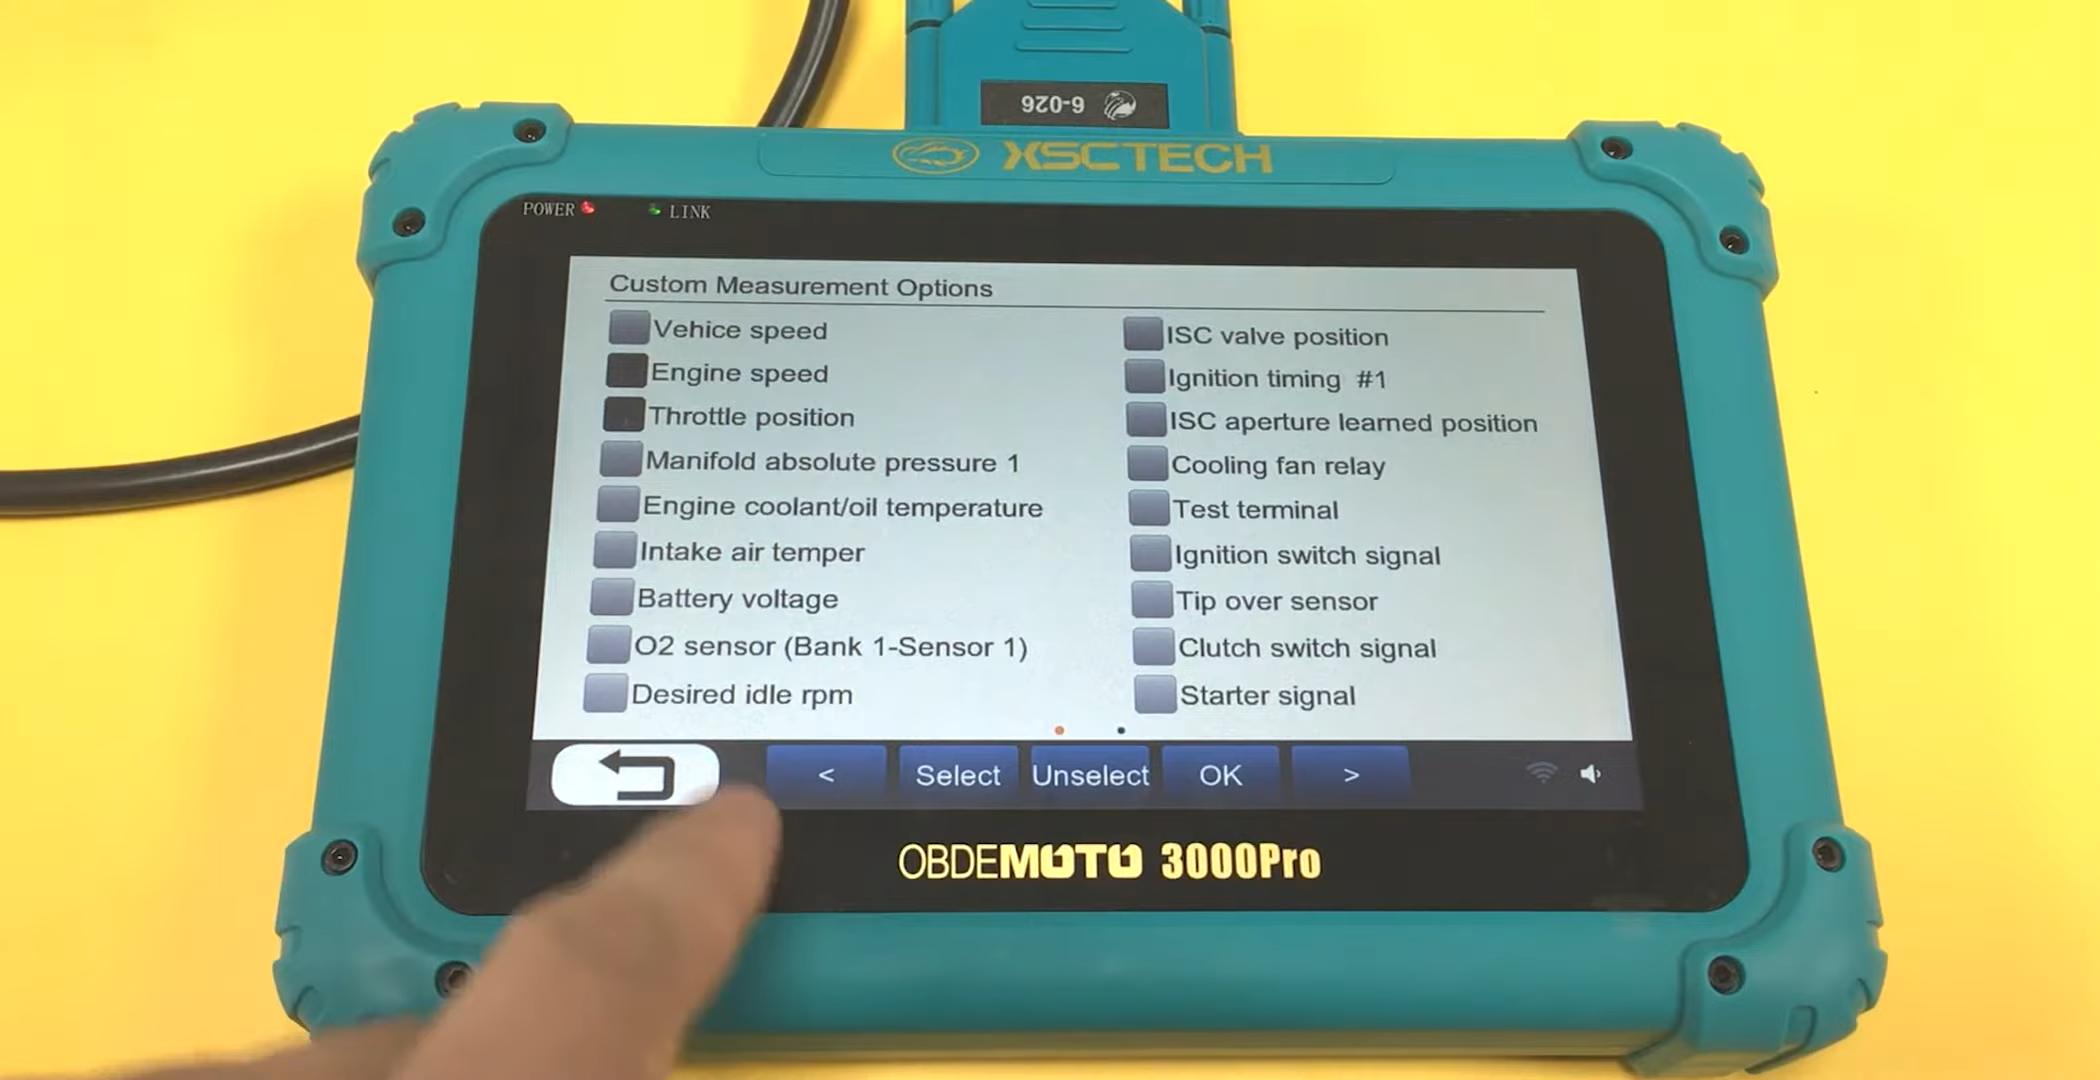 6-026
XSCTECH
POWER LINK
Custom Measurement Options
Vehice speed
Engine speed
Throttle position
Manifold absolute pressure 1
Engine coolant/oil temperature
Intake air temper
Battery voltage
O2 sensor (Bank 1-Sensor 1)
Desired idle rpm
ISC valve position
Ignition timing #1
ISC aperture learned position
Cooling fan relay
Test terminal
Ignition switch signal
Tip over sensor
Clutch switch signal
Starter signal
< Select Unselect OK >
OBDEMOTO 3000Pro